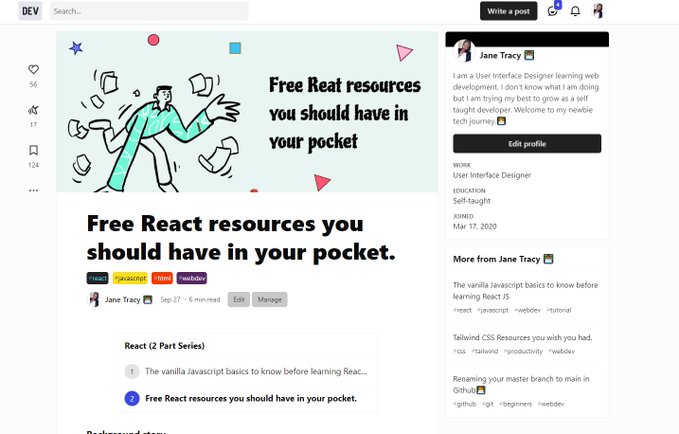 DEV
Search...
Write a post
4
Free Reat resources
you should have in
your pocket
56
17
124
Jane Tracy
I am a User Interface Designer learning web
development. I don't know what I am doing
but I am trying my best to grow as a self
taught developer. Welcome to my newbie
tech journey.
Edit profile
WORK
User Interface Designer
EDUCATION
Self-taught
JOINED
Mar 17, 2020
Free React resources you
should have in your pocket.
#react #javascript #html #webdev
Jane Tracy Sep 27 · 6 min read Edit Manage
React (2 Part Series)
1 The vanilla Javascript basics to know before learning Reac...
2 Free React resources you should have in your pocket.
Background story
More from Jane Tracy
The vanilla Javascript basics to know before
learning React JS
#react #javascript #webdev #tutorial
Tailwind CSS Resources you wish you had.
#css #tailwind #productivity #webdev
Renaming your master branch to main in
Github
#github #git #beginners #webdev